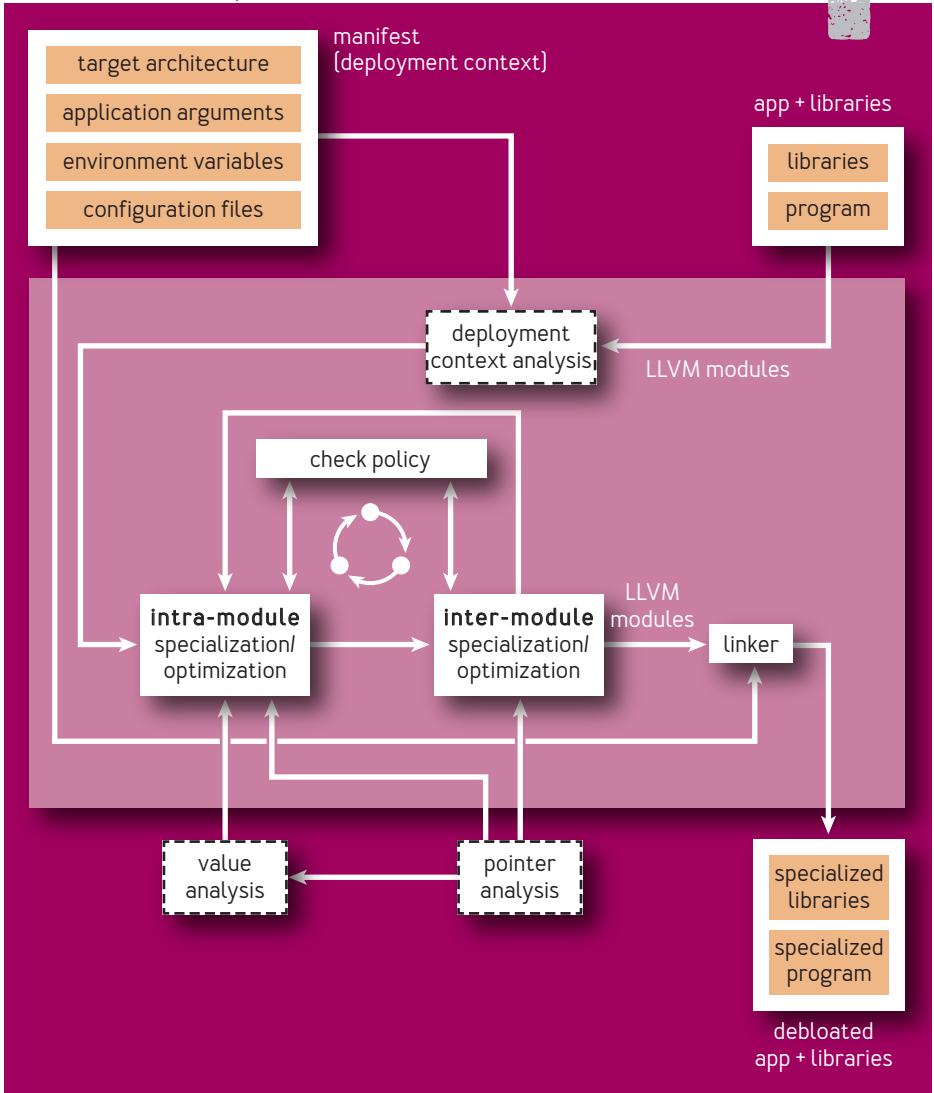 manifest
(deployment context)
target architecture
application arguments
environment variables
configuration files
app + libraries
libraries
program
deployment
context analysis
LLVM modules
check policy
intra-module
specialization/
optimization
inter-module
specialization/
optimization
LLVM
modules
linker
value
analysis
pointer
analysis
specialized
libraries
specialized
program
debloated
app + libraries